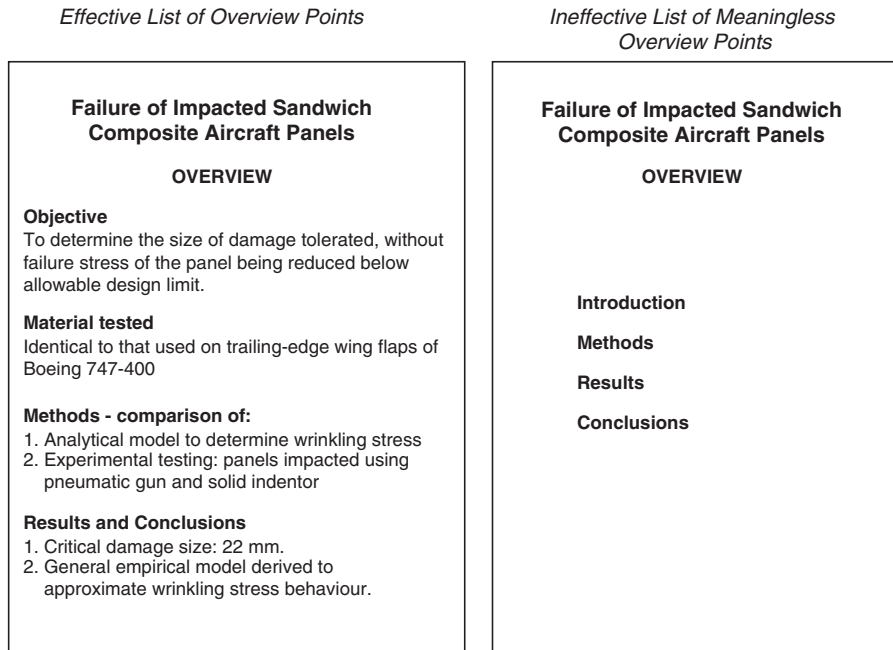 Effective List of Overview Points
Failure of Impacted Sandwich
Composite Aircraft Panels
OVERVIEW
Objective
To determine the size of damage tolerated, without
failure stress of the panel being reduced below
allowable design limit.
Material tested
Identical to that used on trailing-edge wing flaps of
Boeing 747-400
Methods - comparison of:
1. Analytical model to determine wrinkling stress
2. Experimental testing: panels impacted using
pneumatic gun and solid indentor
Results and Conclusions
1. Critical damage size: 22 mm.
2. General empirical model derived to
approximate wrinkling stress behaviour.
Ineffective List of Meaningless
Overview Points
Failure of Impacted Sandwich
Composite Aircraft Panels
OVERVIEW
Introduction
Methods
Results
Conclusions